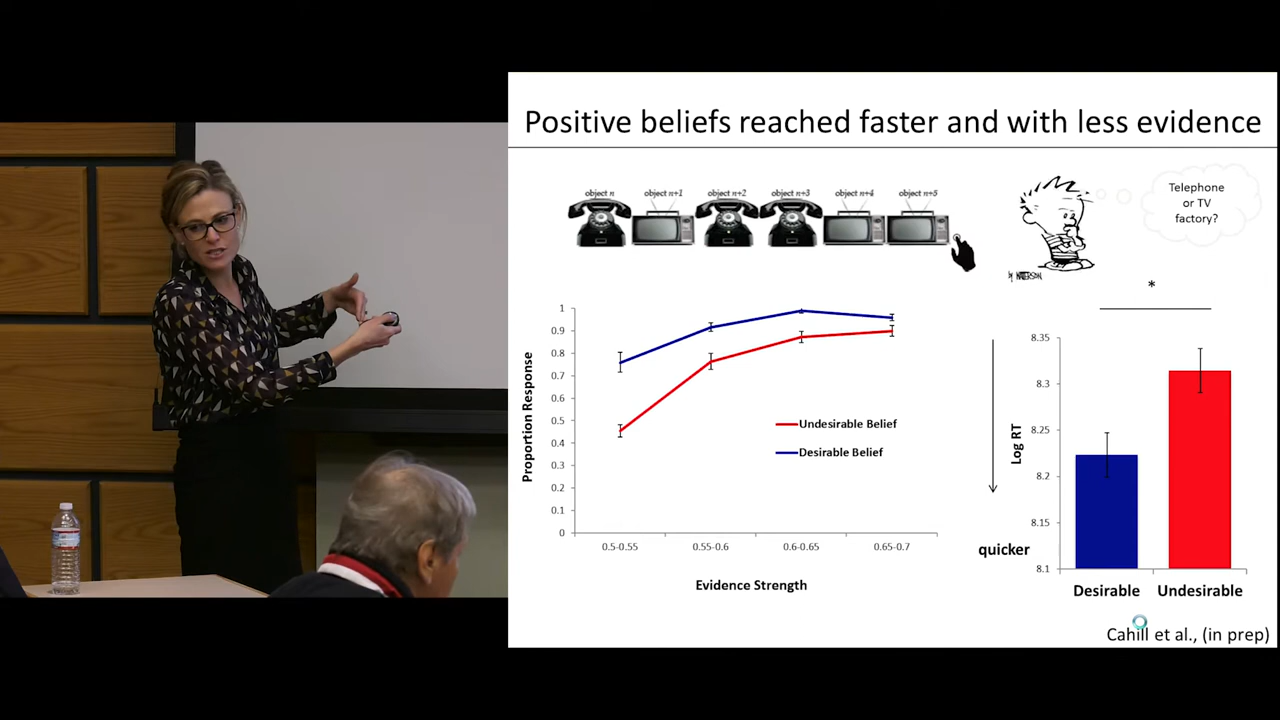 Positive beliefs reached faster and with less evidence
object n
object n+1
object n+2
object n+3
object n+4
object n+5
Telephone
or TV
factory?
by WATTERSON
*
1
0.9
0.8
0.7
0.6
0.5
0.4
0.3
0.2
0.1
0
Proportion Response
Undesirable Belief
Desirable Belief
0.5-0.55
0.55-0.6
0.6-0.65
0.65-0.7
Evidence Strength
quicker
Log RT
8.35
8.3
8.25
8.2
8.15
8.1
Desirable
Undesirable
Cahill et al., (in prep)